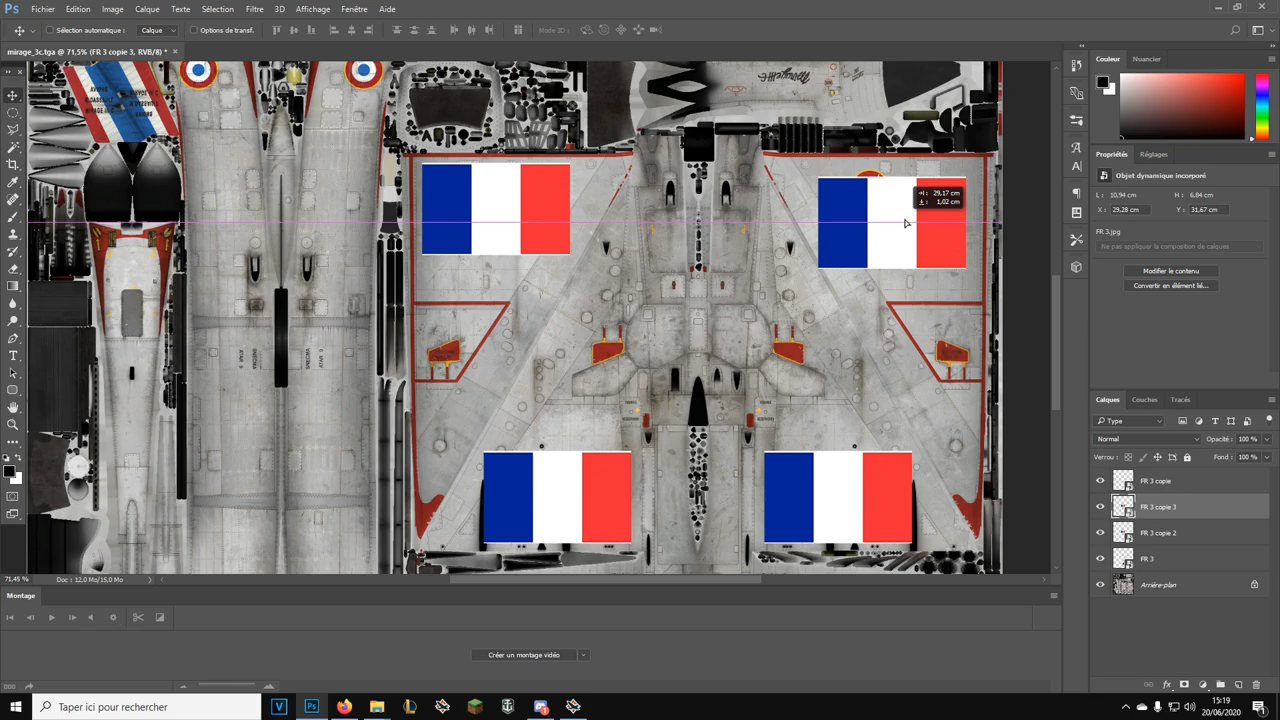 Ps
Fichier Edition Image Calque Texte Sélection Filtre 3D Affichage Fenêtre Aide
Sélection automatique : Calque Options de transf. Mode 3D :
mirage_3c.tga @ 71,5% (FR 3 copie 3, RVB/8) * ×
Couleur Nuancier
29,17 cm
1,02 cm
Propriétés Réglages
Objet dynamique incorporé
L : 10,94 cm H : 6,84 cm
X : 29,28 cm Y : 31,67 cm
FR 3.jpg
Ne pas appliquer la composition de calques
Modifier le contenu
Convertir en élément lié...
Calques Couches Tracés
Type
Normal Opacité : 100 %
Verrou : Fond : 100 %
FR 3 copie
FR 3 copie 3
FR 3 copie 2
FR 3
Arrière-plan
71,45 % Doc : 12,0 Mo/15,0 Mo
Montage
Créer un montage vidéo
Taper ici pour rechercher
15:19
20/06/2020